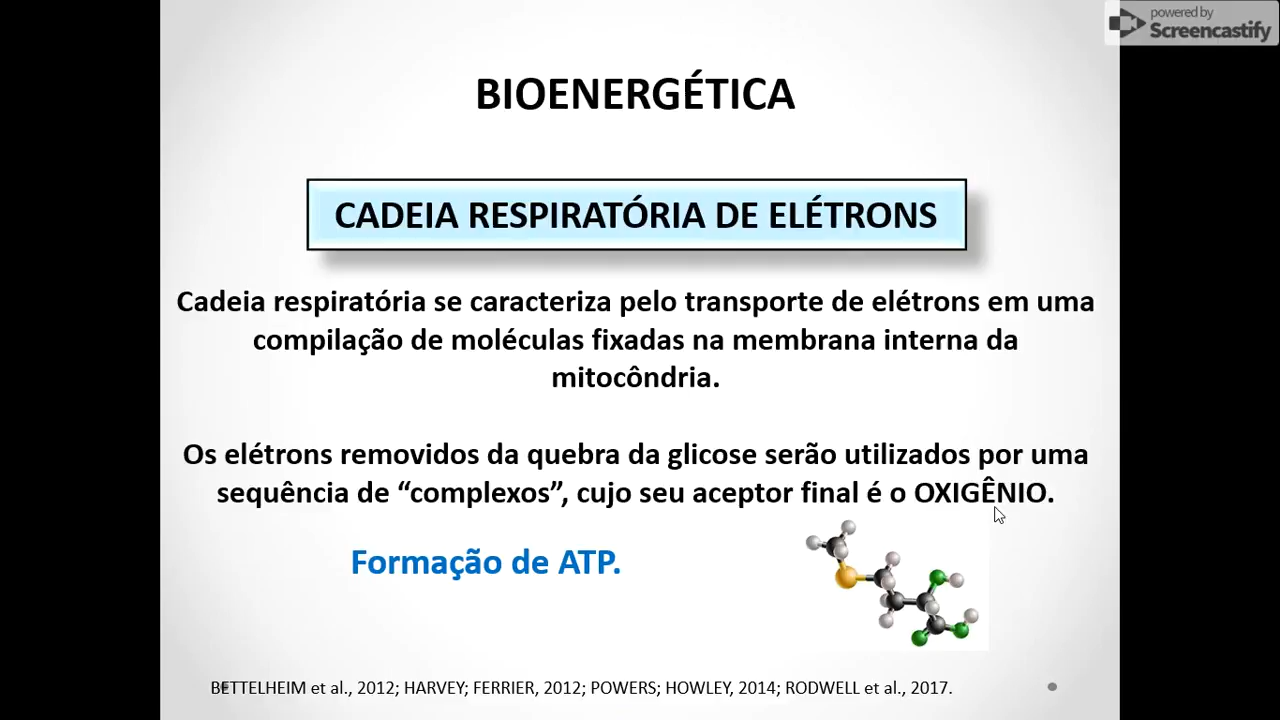 powered by
Screencastify
BIOENERGÉTICA
CADEIA RESPIRATÓRIA DE ELÉTRONS
Cadeia respiratória se caracteriza pelo transporte de elétrons em uma
compilação de moléculas fixadas na membrana interna da
mitocôndria.
Os elétrons removidos da quebra da glicose serão utilizados por uma
sequência de “complexos”, cujo seu aceptor final é o OXIGÊNIO.
Formação de ATP.
BETTELHEIM et al., 2012; HARVEY; FERRIER, 2012; POWERS; HOWLEY, 2014; RODWELL et al., 2017.